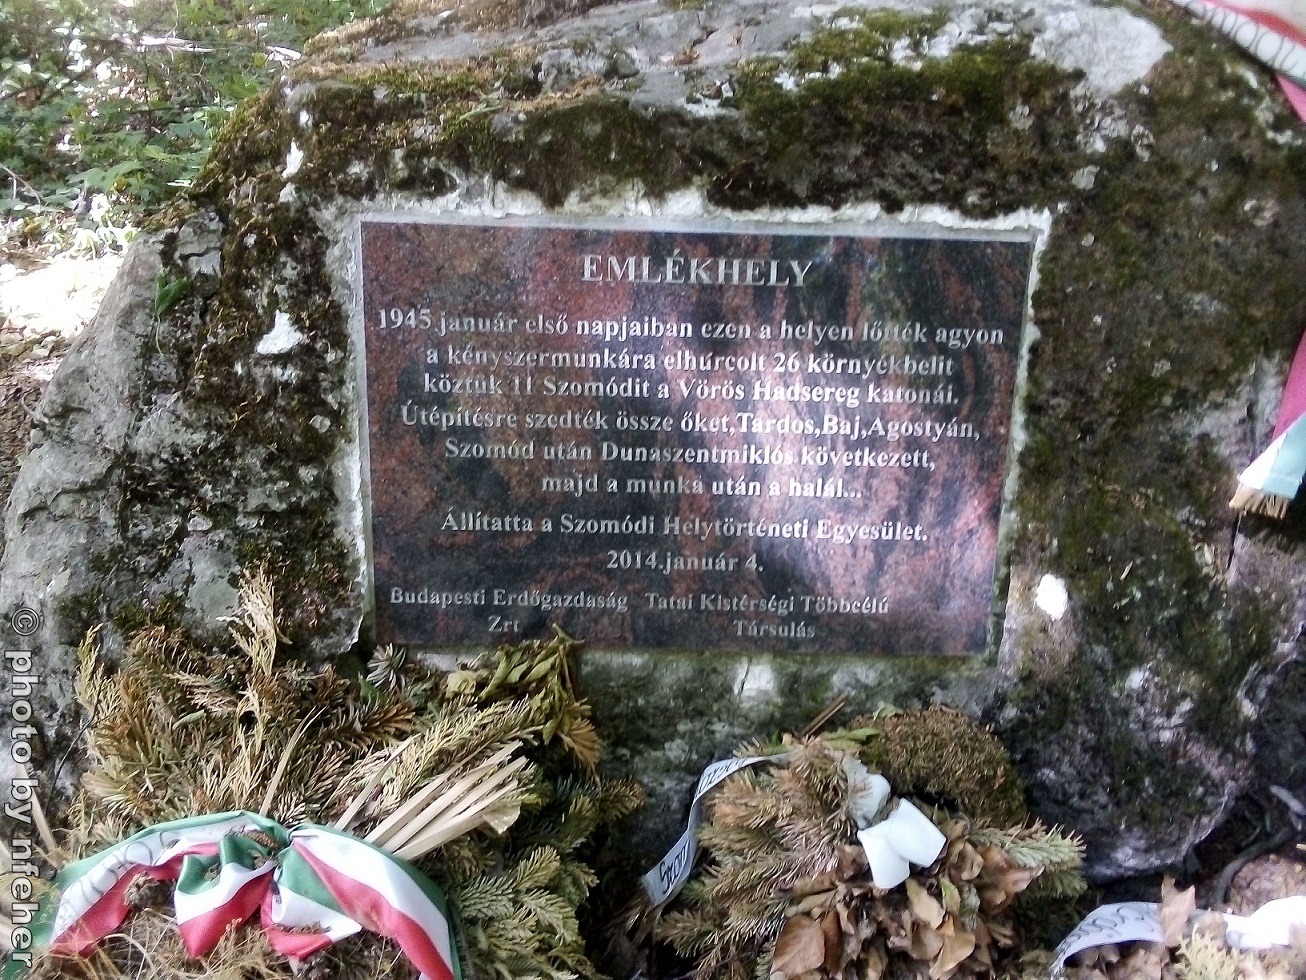 EMLÉKHELY
1945.január első napjaiban ezen a helyen lőtték agyon
a kényszermunkára elhurcolt 26 környékbelit
köztük 11 Szomódit a Vörös Hadsereg katonái.
Útépítésre szedték össze őket,Tardos,Baj,Agostyán,
Szomód után Dunaszentmiklós következett,
majd a munka után a halál...
Állítatta a Szomódi Helytörténeti Egyesület.
2014.január 4.
Budapesti Erdőgazdaság Tatai Kistérségi Többcélú
Zrt Társulás
© photo by nfeher